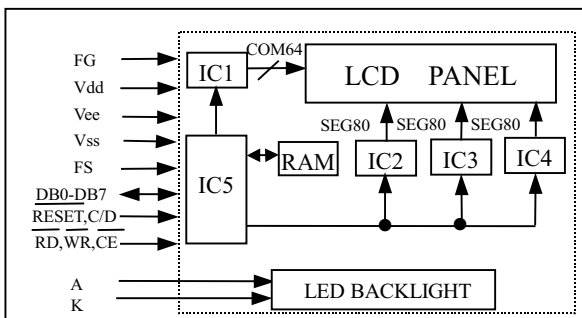 FG
Vdd
Vee
Vss
FS
DB0-DB7
RESET,C/D
RD,WR,CE
A
K
COM64
IC1
LCD PANEL
SEG80 SEG80 SEG80
IC5
RAM
IC2
IC3
IC4
LED BACKLIGHT